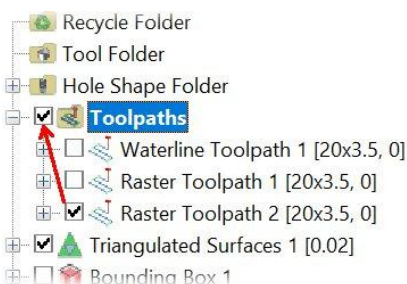 Recycle Folder
Tool Folder
Hole Shape Folder
Toolpaths
Waterline Toolpath 1 [20x3.5, 0]
Raster Toolpath 1 [20x3.5, 0]
Raster Toolpath 2 [20x3.5, 0]
Triangulated Surfaces 1 [0.02]
Bounding Box 1